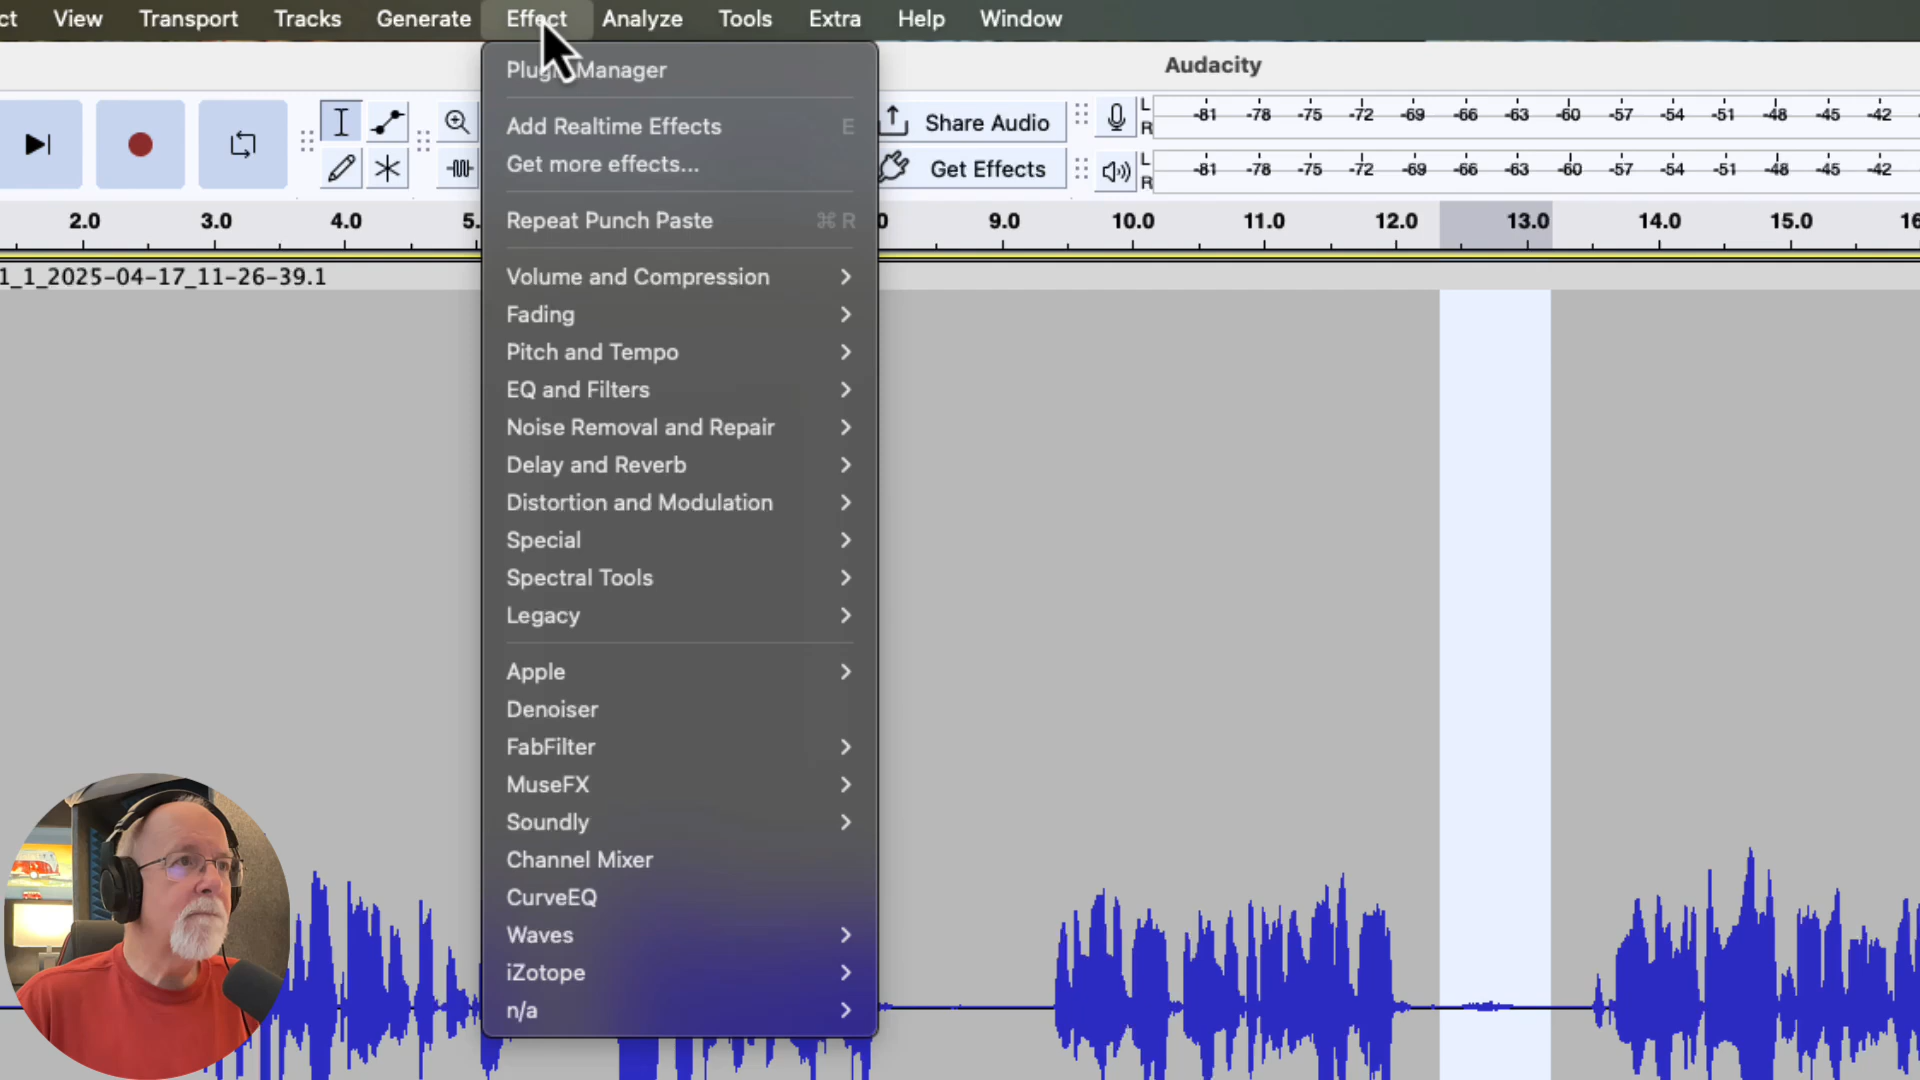 ct View Transport Tracks Generate Effect Analyze Tools Extra Help Window
Audacity
Plugin Manager
Add Realtime Effects E
Get more effects...
Repeat Punch Paste ⌘ R
Volume and Compression
Fading
Pitch and Tempo
EQ and Filters
Noise Removal and Repair
Delay and Reverb
Distortion and Modulation
Special
Spectral Tools
Legacy
Apple
Denoiser
FabFilter
MuseFX
Soundly
Channel Mixer
CurveEQ
Waves
iZotope
n/a
Share Audio
Get Effects
L
R
-81 -78 -75 -72 -69 -66 -63 -60 -57 -54 -51 -48 -45 -42
L
R
-81 -78 -75 -72 -69 -66 -63 -60 -57 -54 -51 -48 -45 -42
2.0 3.0 4.0 5. 0 9.0 10.0 11.0 12.0 13.0 14.0 15.0 16
1_1_2025-04-17_11-26-39.1